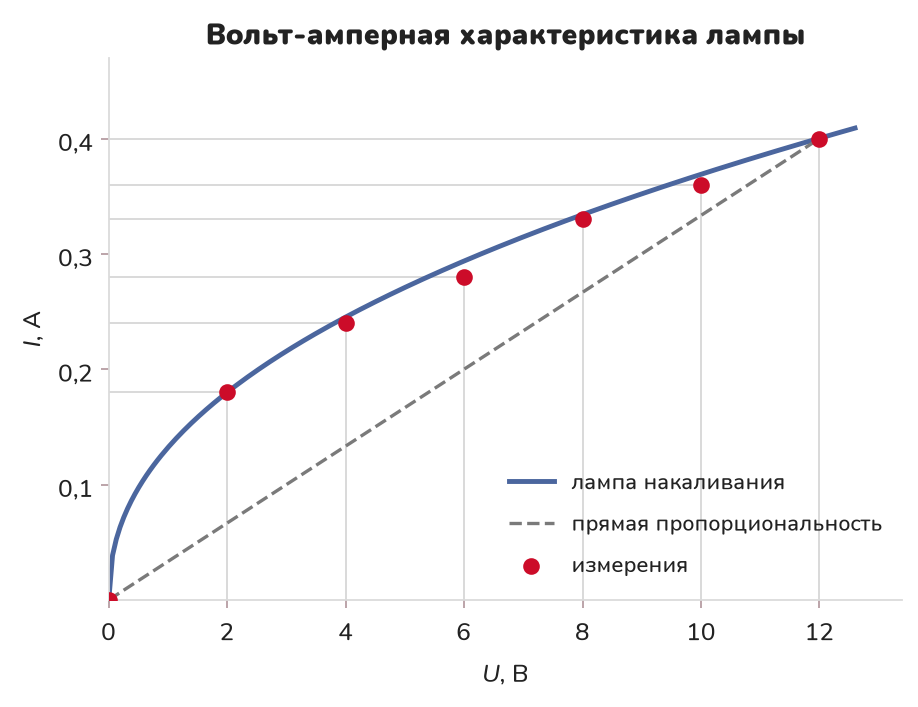 Вольт-амперная характеристика лампы
I, А
0,4
0,3
0,2
0,1
лампа накаливания
прямая пропорциональность
измерения
0 2 4 6 8 10 12
U, В